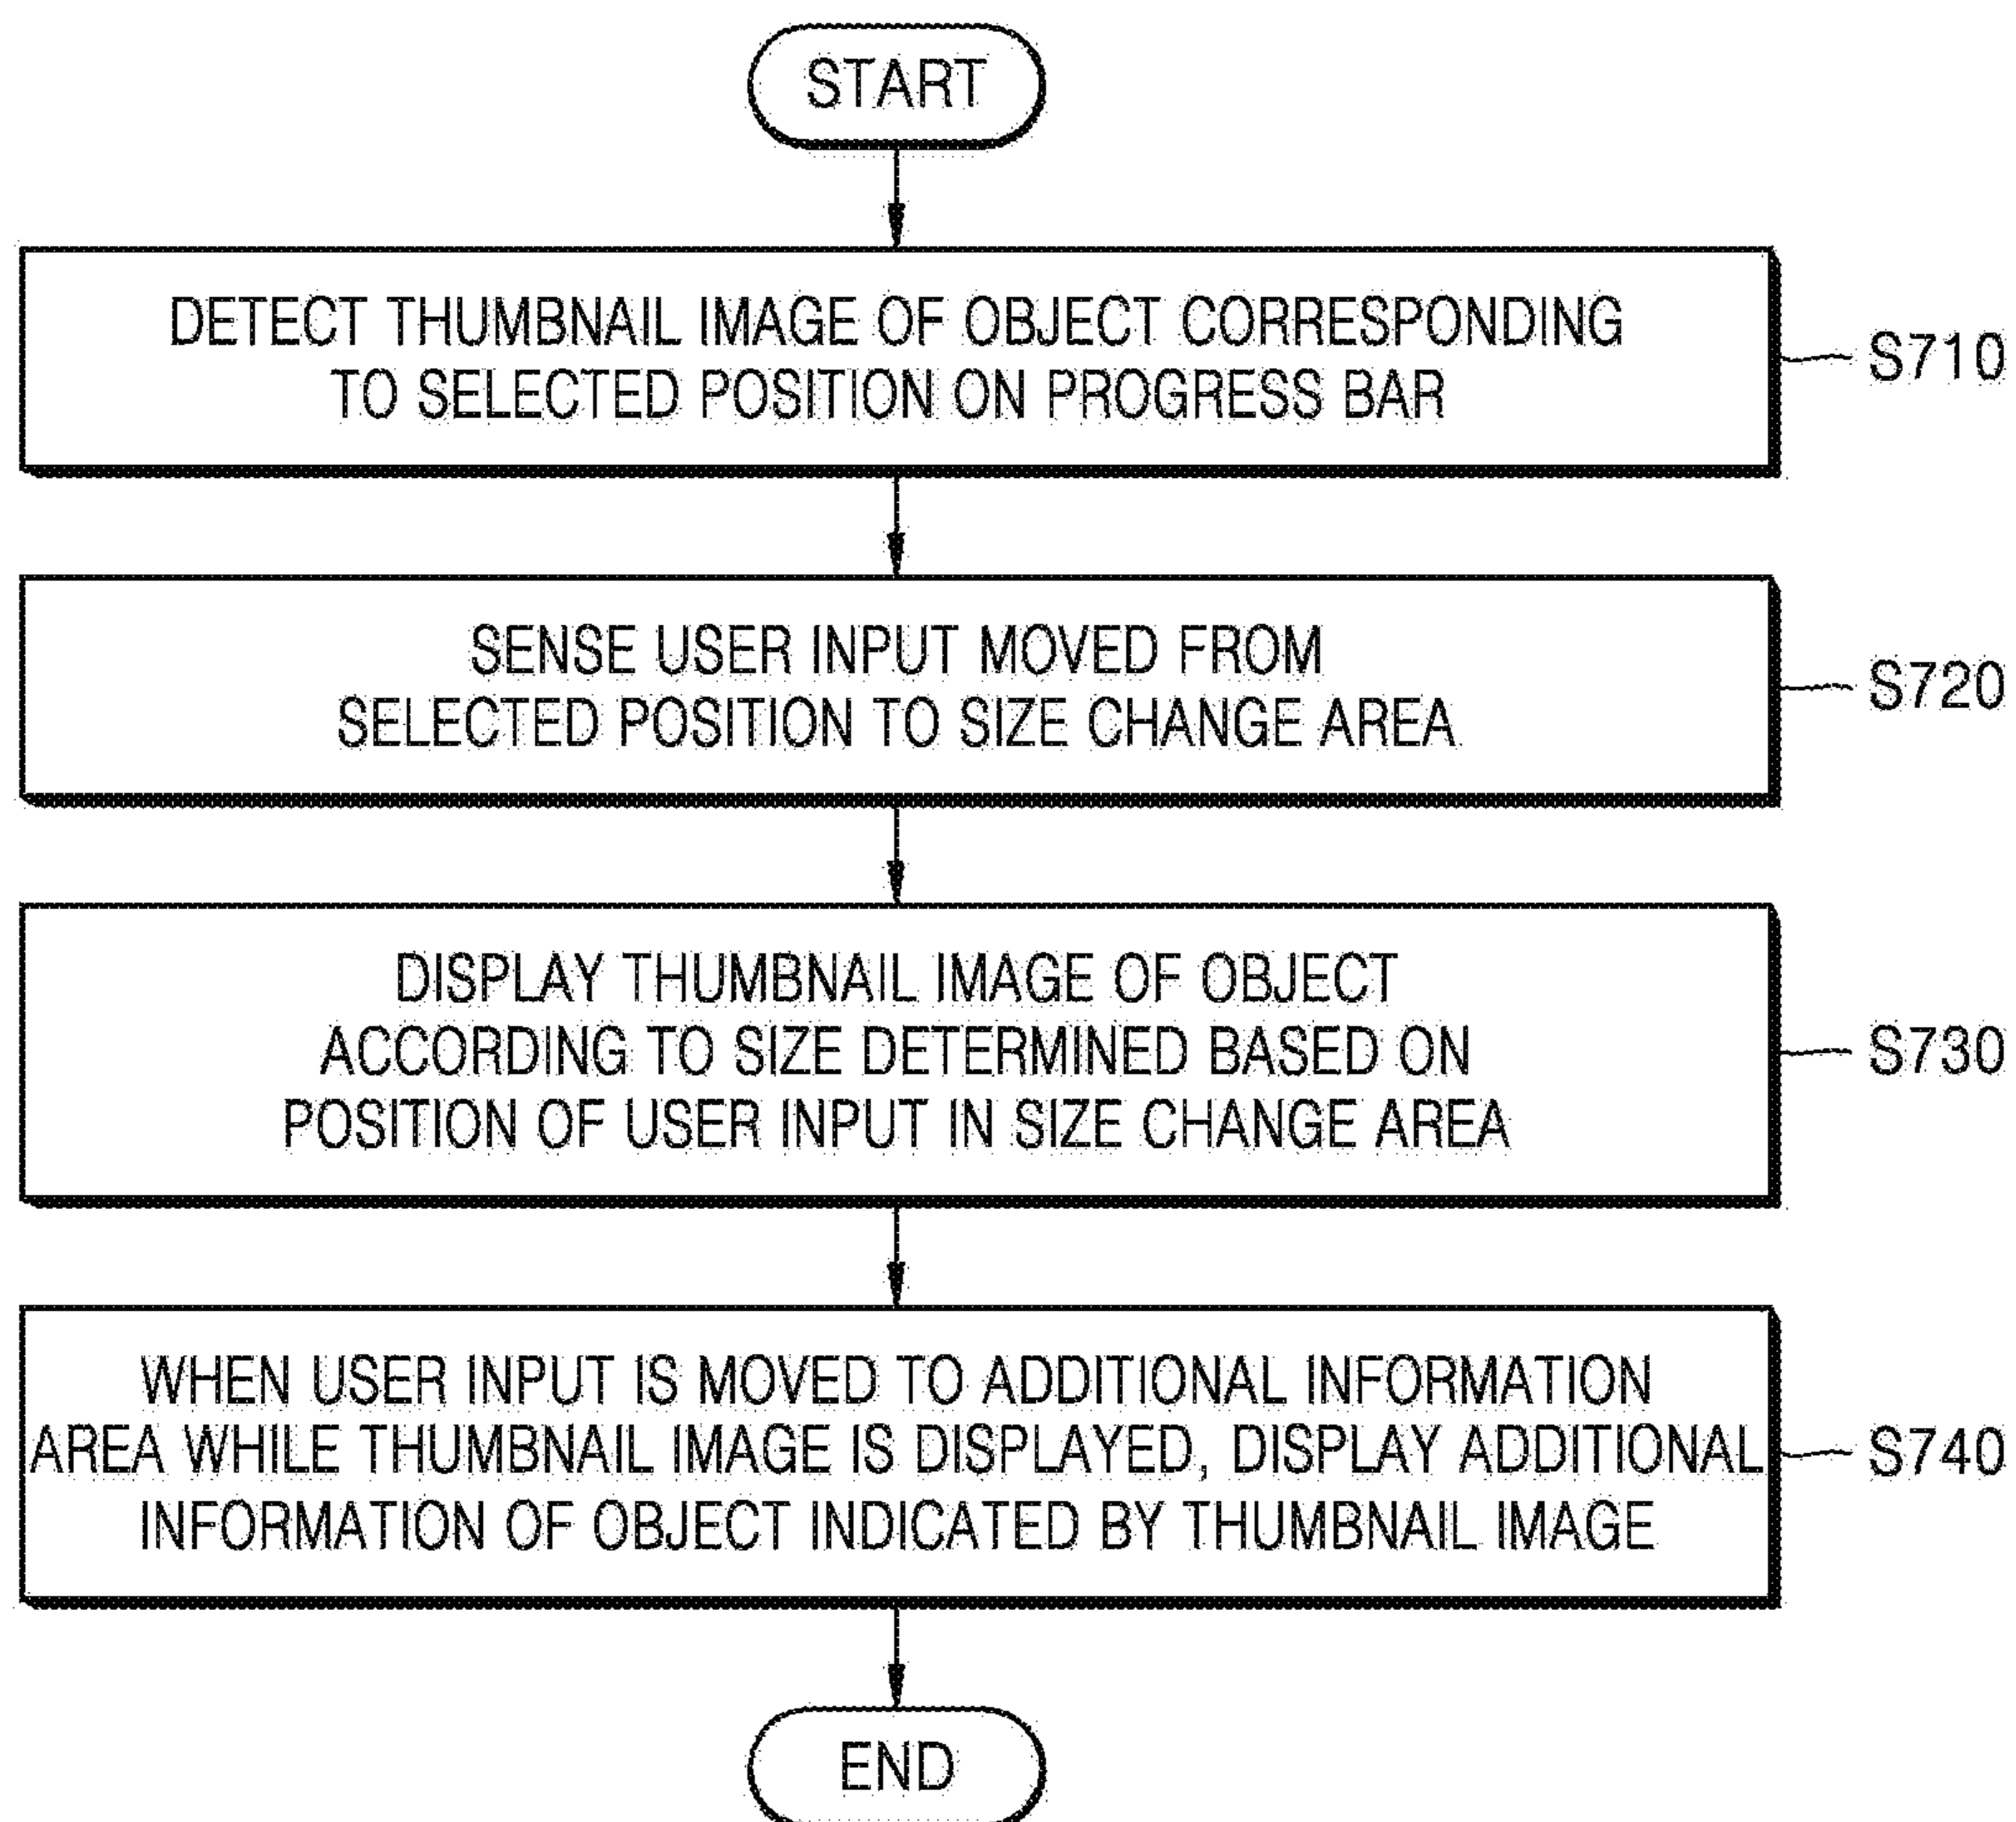 START
DETECT THUMBNAIL IMAGE OF OBJECT CORRESPONDING
TO SELECTED POSITION ON PROGRESS BAR
S710
SENSE USER INPUT MOVED FROM
SELECTED POSITION TO SIZE CHANGE AREA
S720
DISPLAY THUMBNAIL IMAGE OF OBJECT
ACCORDING TO SIZE DETERMINED BASED ON
POSITION OF USER INPUT IN SIZE CHANGE AREA
S730
WHEN USER INPUT IS MOVED TO ADDITIONAL INFORMATION
AREA WHILE THUMBNAIL IMAGE IS DISPLAYED, DISPLAY ADDITIONAL
INFORMATION OF OBJECT INDICATED BY THUMBNAIL IMAGE
S740
END